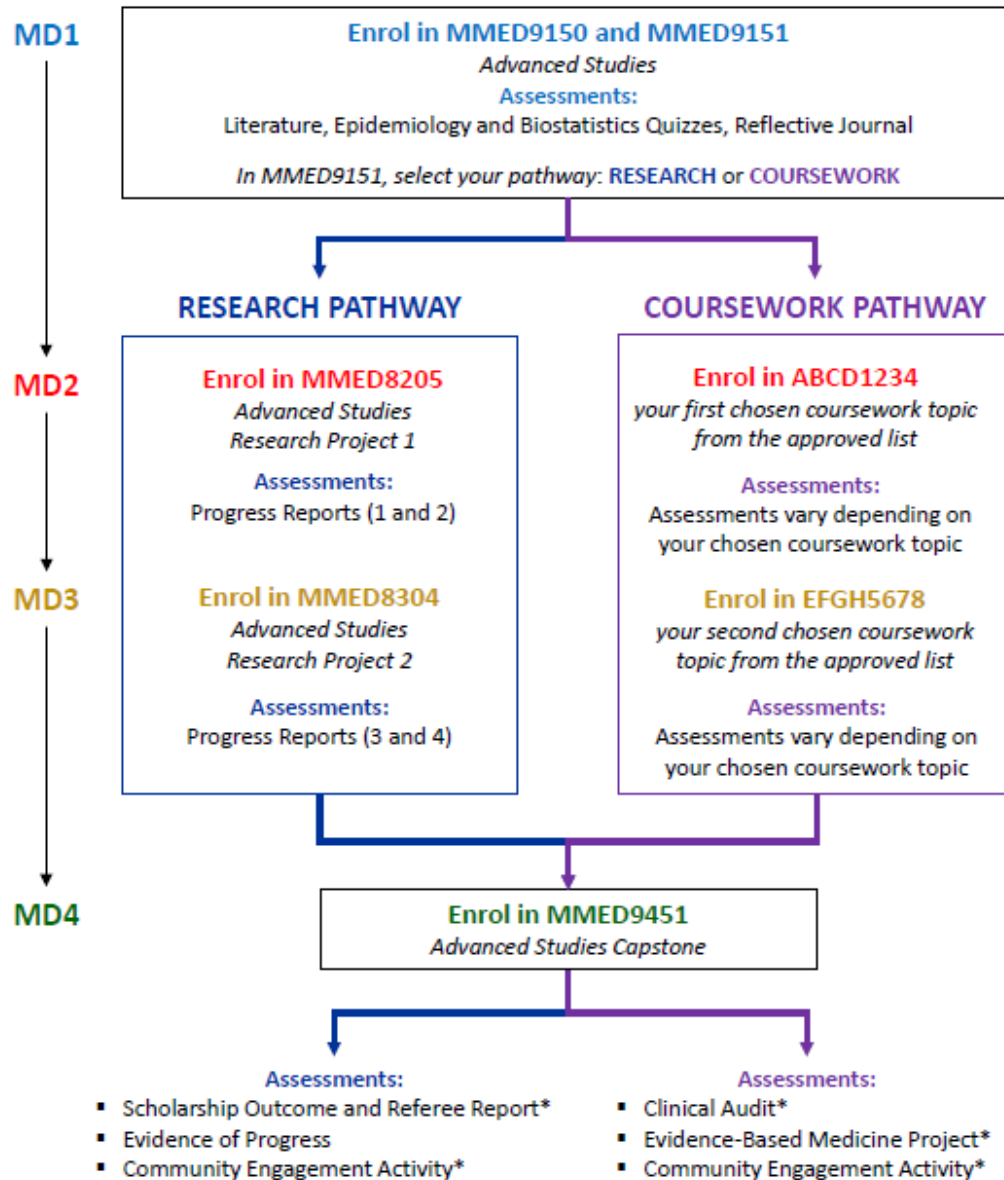 MD1
Enrol in MMED9150 and MMED9151
Advanced Studies
Assessments:
Literature, Epidemiology and Biostatistics Quizzes, Reflective Journal
In MMED9151, select your pathway: RESEARCH or COURSEWORK
RESEARCH PATHWAY
COURSEWORK PATHWAY
MD2
Enrol in MMED8205
Advanced Studies
Research Project 1
Assessments:
Progress Reports (1 and 2)
Enrol in ABCD1234
your first chosen coursework topic
from the approved list
Assessments:
Assessments vary depending on
your chosen coursework topic
MD3
Enrol in MMED8304
Advanced Studies
Research Project 2
Assessments:
Progress Reports (3 and 4)
Enrol in EFGH5678
your second chosen coursework
topic from the approved list
Assessments:
Assessments vary depending on
your chosen coursework topic
MD4
Enrol in MMED9451
Advanced Studies Capstone
Assessments:
▪ Scholarship Outcome and Referee Report*
▪ Evidence of Progress
▪ Community Engagement Activity*
Assessments:
▪ Clinical Audit*
▪ Evidence-Based Medicine Project*
▪ Community Engagement Activity*